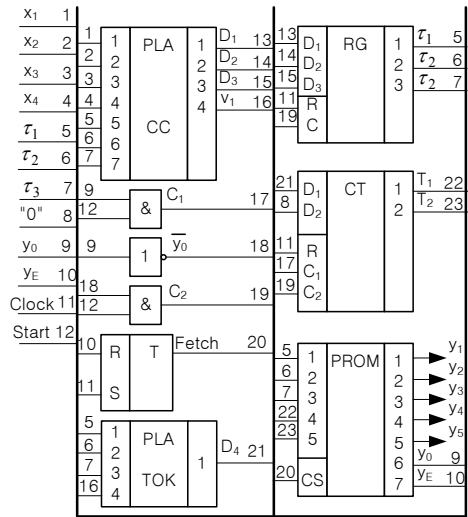 x₁ 1
x₂ 2
x₃ 3
x₄ 4
τ₁ 5
τ₂ 6
τ₃ 7
"0" 8
y₀ 9
yE 10
Clock 11
Start 12
1 1 PLA 1 D₁ 13
2 2 2 D₂ 14
3 3 3 D₃ 15
4 4 4 v₁ 16
5 5 CC
6 6
7 7
9 & C₁ 17
12
9 1 y̅₀ 18
18 & C₂ 19
12
10 R T Fetch 20
11 S
5 1 PLA
6 2
7 3 TOK 1 D₄ 21
16 4
13 D₁ RG 1 τ₁ 5
14 D₂ 2 τ₂ 6
15 D₃ 3 τ₂ 7
11 R
19 C
21 D₁ CT 1 T₁ 22
8 D₂ 2 T₂ 23
11 R
17 C₁
19 C₂
5 1 PROM 1 y₁
6 2 2 y₂
7 3 3 y₃
22 4 4 y₄
23 5 5 y₅
6 y₀ 9
20 CS 7 yE 10